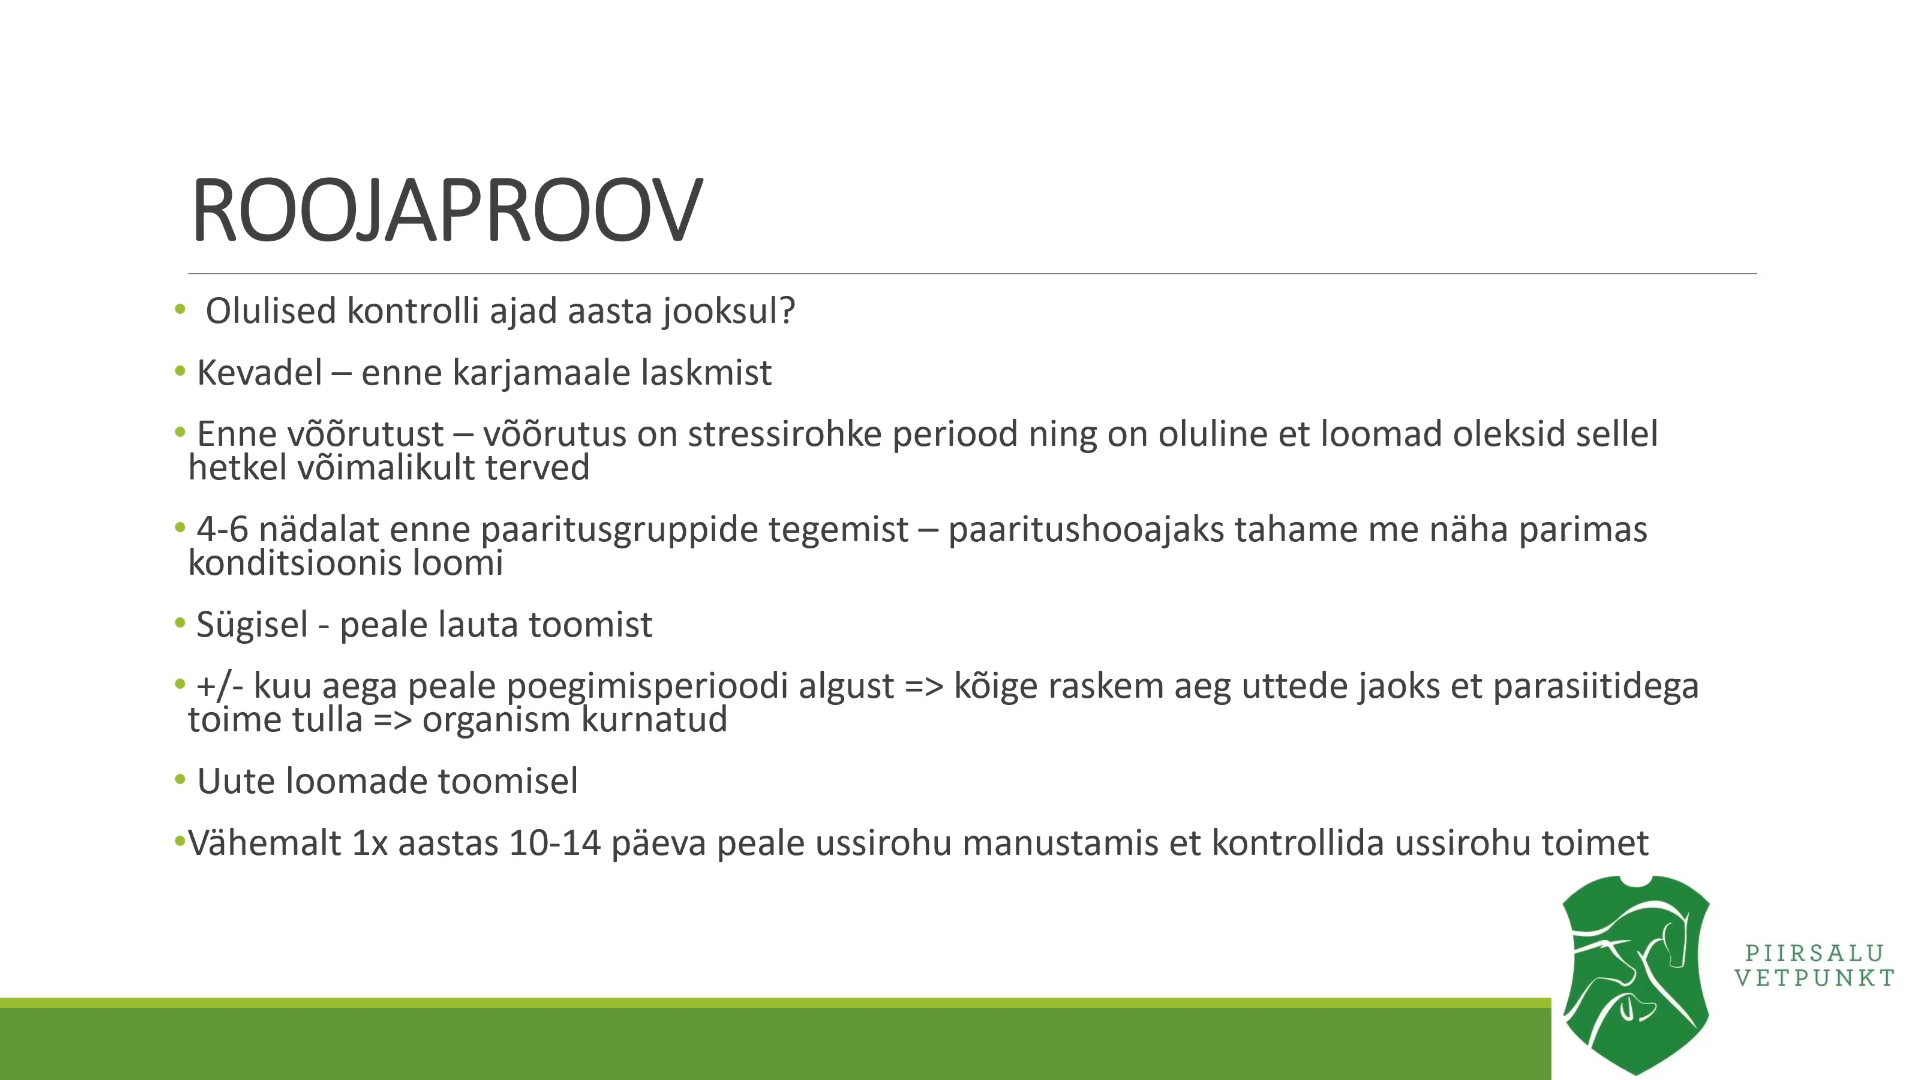 ROOJAPROOV
• Olulised kontrolli ajad aasta jooksul?
• Kevadel – enne karjamaale laskmist
• Enne võõrutust – võõrutus on stressirohke periood ning on oluline et loomad oleksid sellel
hetkel võimalikult terved
• 4-6 nädalat enne paaritusgruppide tegemist – paaritushooajaks tahame me näha parimas
konditsioonis loomi
• Sügisel - peale lauta toomist
• +/- kuu aega peale poegimisperioodi algust => kõige raskem aeg uttede jaoks et parasiitidega
toime tulla => organism kurnatud
• Uute loomade toomisel
•Vähemalt 1x aastas 10-14 päeva peale ussirohu manustamis et kontrollida ussirohu toimet
PIIRSALU
VETPUNKT